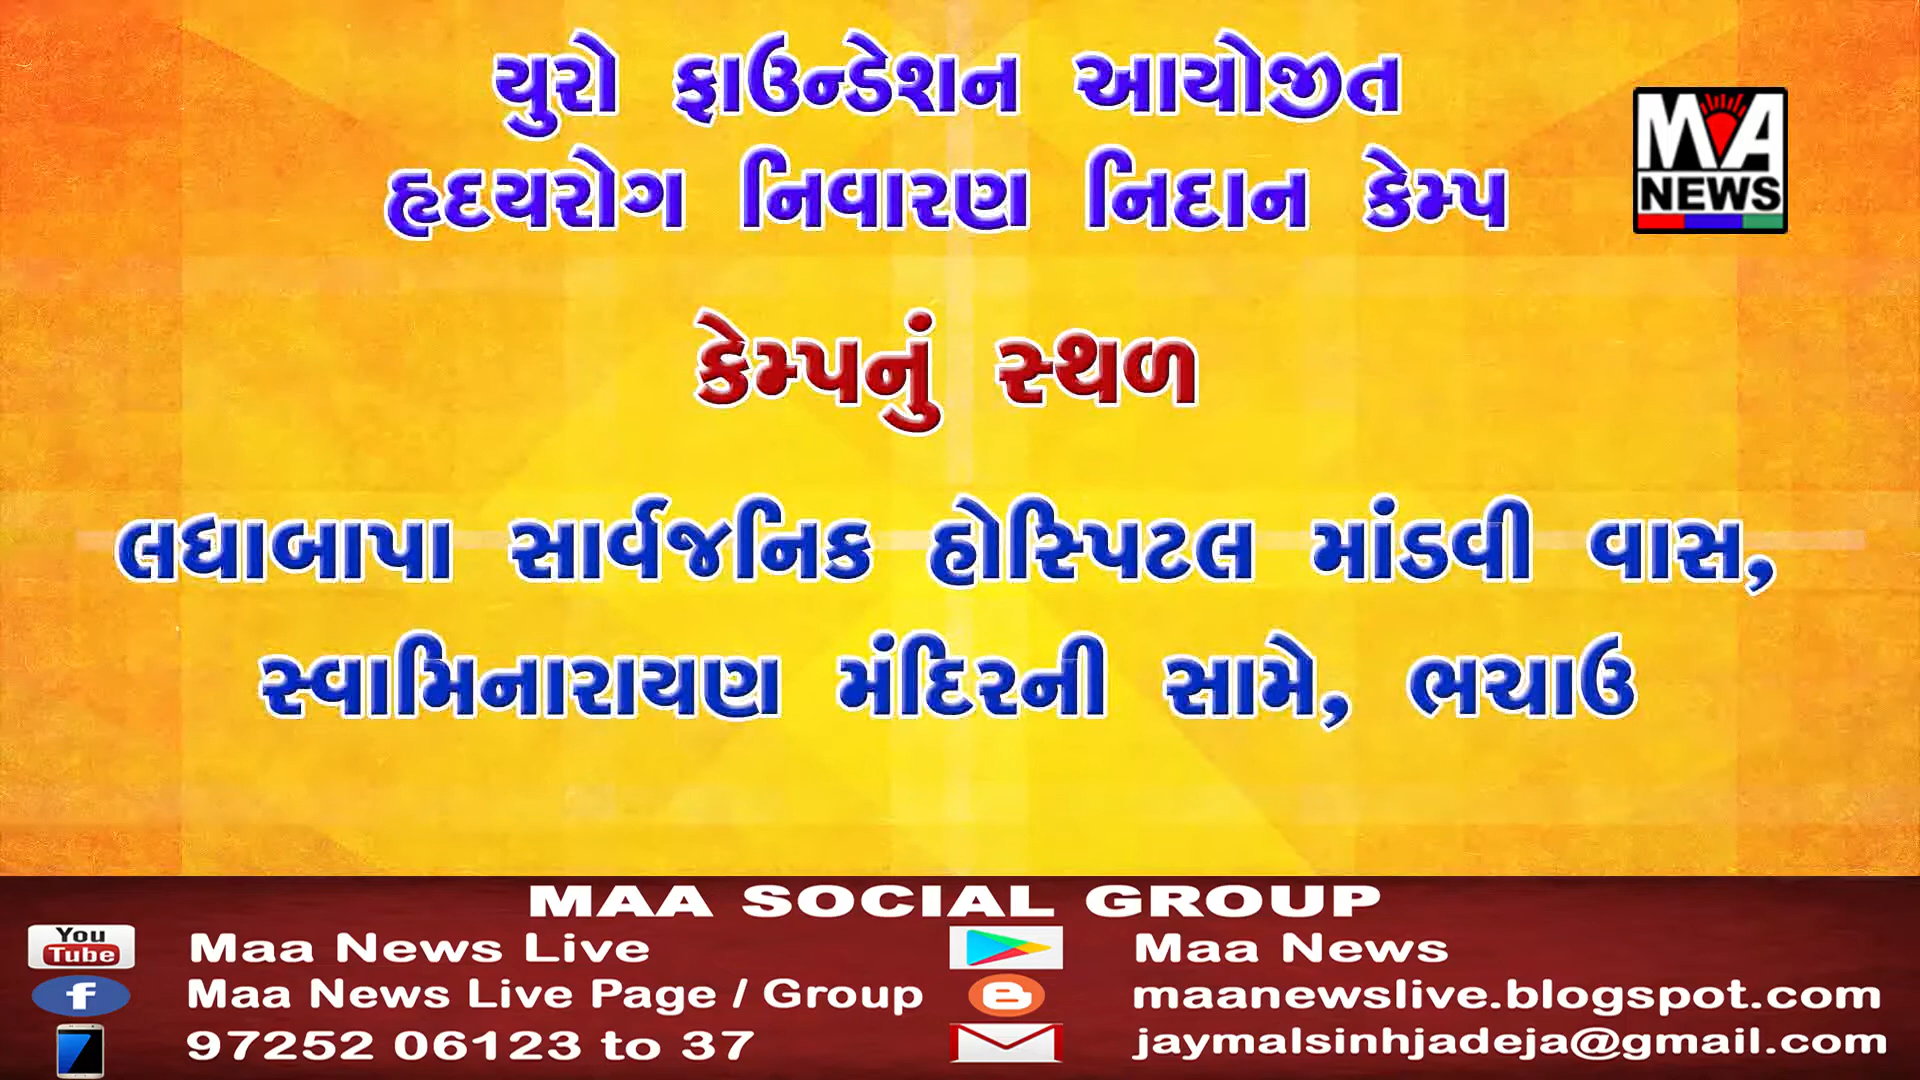 યુરો ફાઉન્ડેશન આયોજીત
હૃદયરોગ નિવારણ નિદાન કેમ્પ
MAA
NEWS
કેમ્પનું સ્થળ
લધાબાપા સાર્વજનિક હોસ્પિટલ માંડવી વાસ,
સ્વામિનારાયણ મંદિરની સામે, ભચાઉ
MAA SOCIAL GROUP
You Tube Maa News Live
Maa News
f Maa News Live Page / Group
maanewslive.blogspot.com
97252 06123 to 37
jaymalsinhjadeja@gmail.com